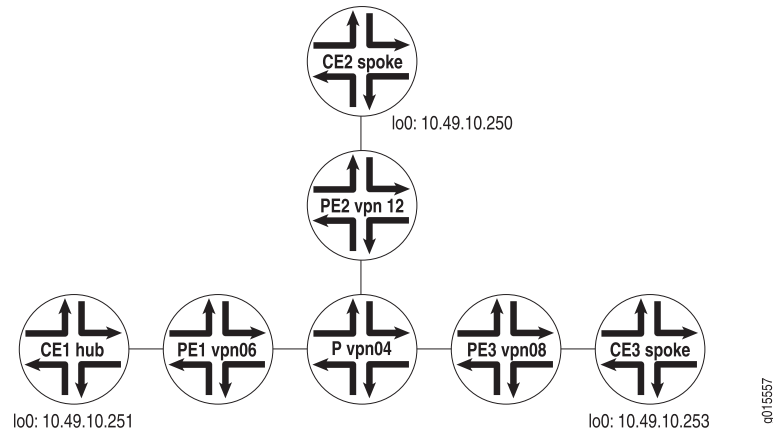 CE2 spoke
lo0: 10.49.10.250
PE2 vpn 12
CE1 hub
PE1 vpn06
P vpn04
PE3 vpn08
CE3 spoke
lo0: 10.49.10.251
lo0: 10.49.10.253
g015557